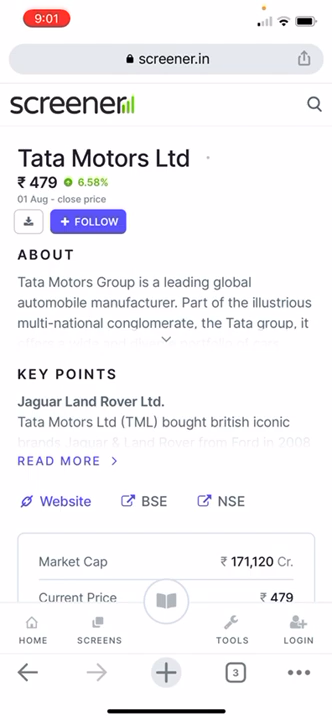 9:01
screener.in
screener
Tata Motors Ltd
₹ 479 6.58%
01 Aug - close price
+ FOLLOW
ABOUT
Tata Motors Group is a leading global
automobile manufacturer. Part of the illustrious
multi-national conglomerate, the Tata group, it
KEY POINTS
Jaguar Land Rover Ltd.
Tata Motors Ltd (TML) bought british iconic
brands Jaguar & Land Rover from Ford in 2008
READ MORE >
Website BSE NSE
Market Cap ₹ 171,120 Cr.
Current Price ₹ 479
HOME SCREENS TOOLS LOGIN
3